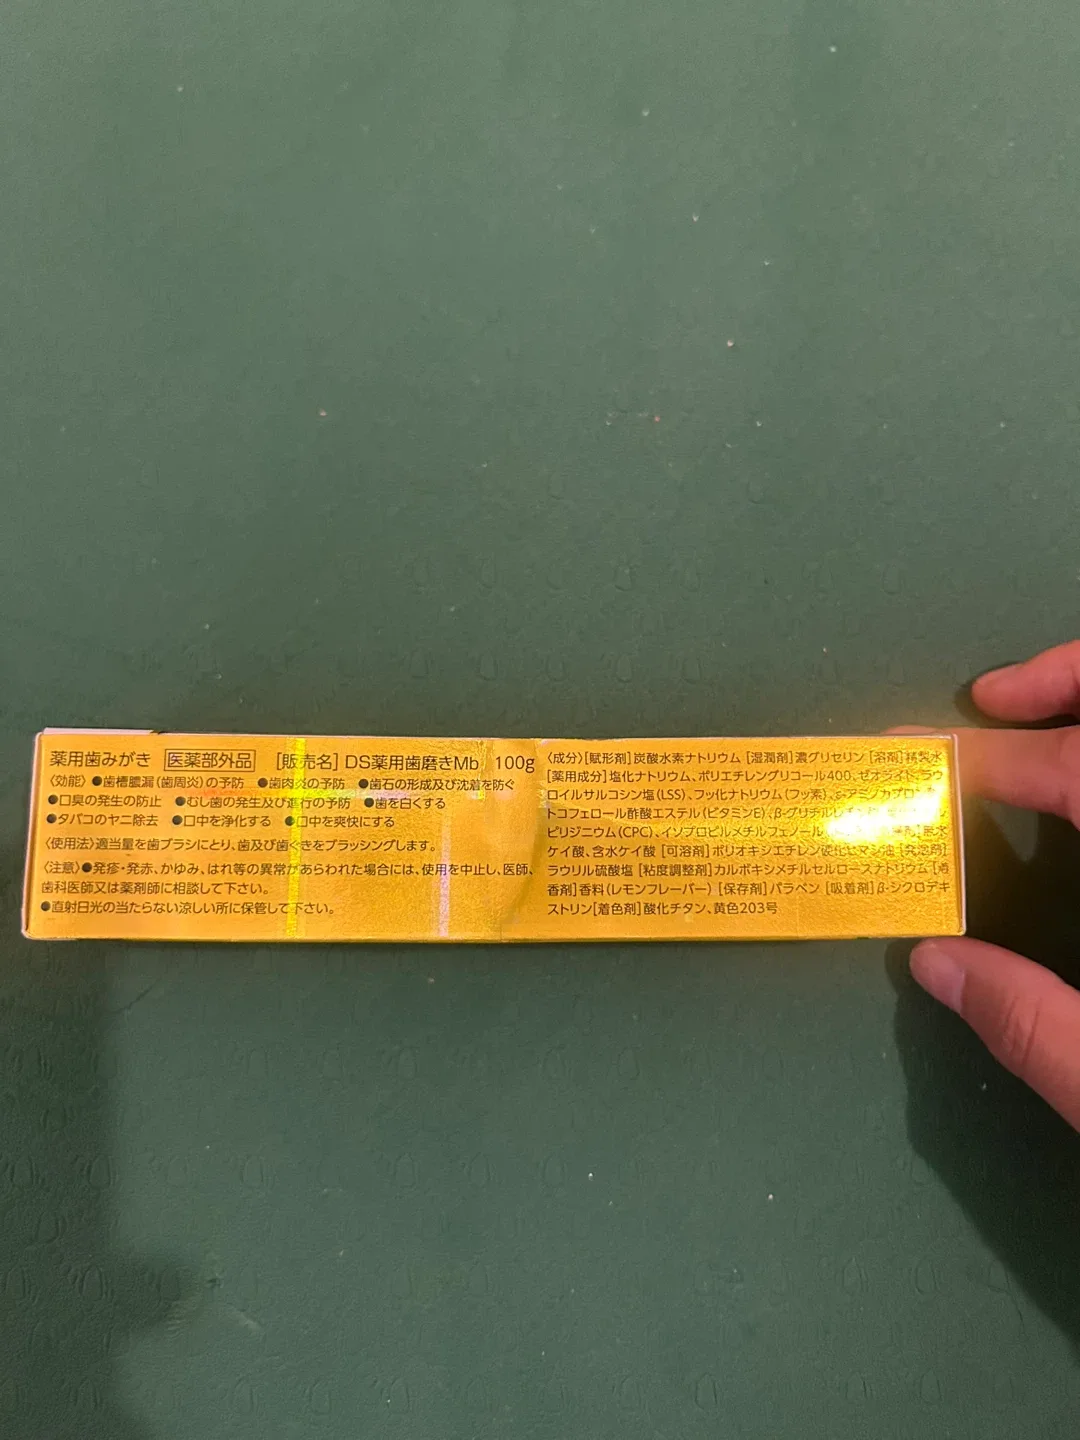 薬用歯みがき 医薬部外品 [販売名] DS薬用歯磨きMb 100g
〈効能〉●歯槽膿漏(歯周炎)の予防 ●歯肉炎の予防 ●歯石の形成及び沈着を防ぐ
●口臭の発生の防止 ●むし歯の発生及び進行の予防 ●歯を白くする
●タバコのヤニ除去 ●口中を浄化する ●口中を爽快にする
〈使用法〉適当量を歯ブラシにとり、歯及び歯ぐきをブラッシングします。
〈注意〉●発疹・発赤、かゆみ、はれ等の異常があらわれた場合には、使用を中止し、医師、
歯科医師又は薬剤師に相談して下さい。
●直射日光の当たらない涼しい所に保管して下さい。
〈成分〉[賦形剤]炭酸水素ナトリウム [湿潤剤]濃グリセリン [溶剤]精製水
[薬用成分]塩化ナトリウム、ポリエチレングリコール400、ゼオライト、ラウ
ロイルサルコシン塩(LSS)、フッ化ナトリウム(フッ素)、ε-アミノカプロン
トコフェロール酢酸エステル(ビタミンE)、β-グリチルレチン
ピリジニウム(CPC)、イソプロピルメチルフェノール 無水
ケイ酸、含水ケイ酸 [可溶剤]ポリオキシエチレン硬化ヒマシ油 [発泡剤]
ラウリル硫酸塩 [粘度調整剤]カルボキシメチルセルロースナトリウム [着
香剤]香料(レモンフレーバー) [保存剤]パラベン [吸着剤]β-シクロデキ
ストリン[着色剤]酸化チタン、黄色203号